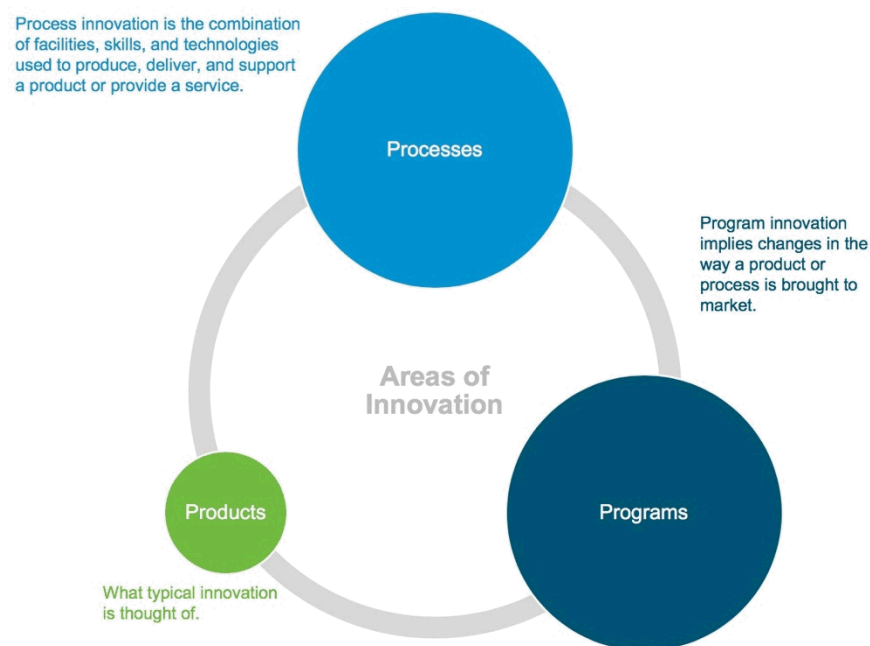 Process innovation is the combination
of facilities, skills, and technologies
used to produce, deliver, and support
a product or provide a service.
Processes
Program innovation
implies changes in the
way a product or
process is brought to
market.
Areas of
Innovation
Products
Programs
What typical innovation
is thought of.